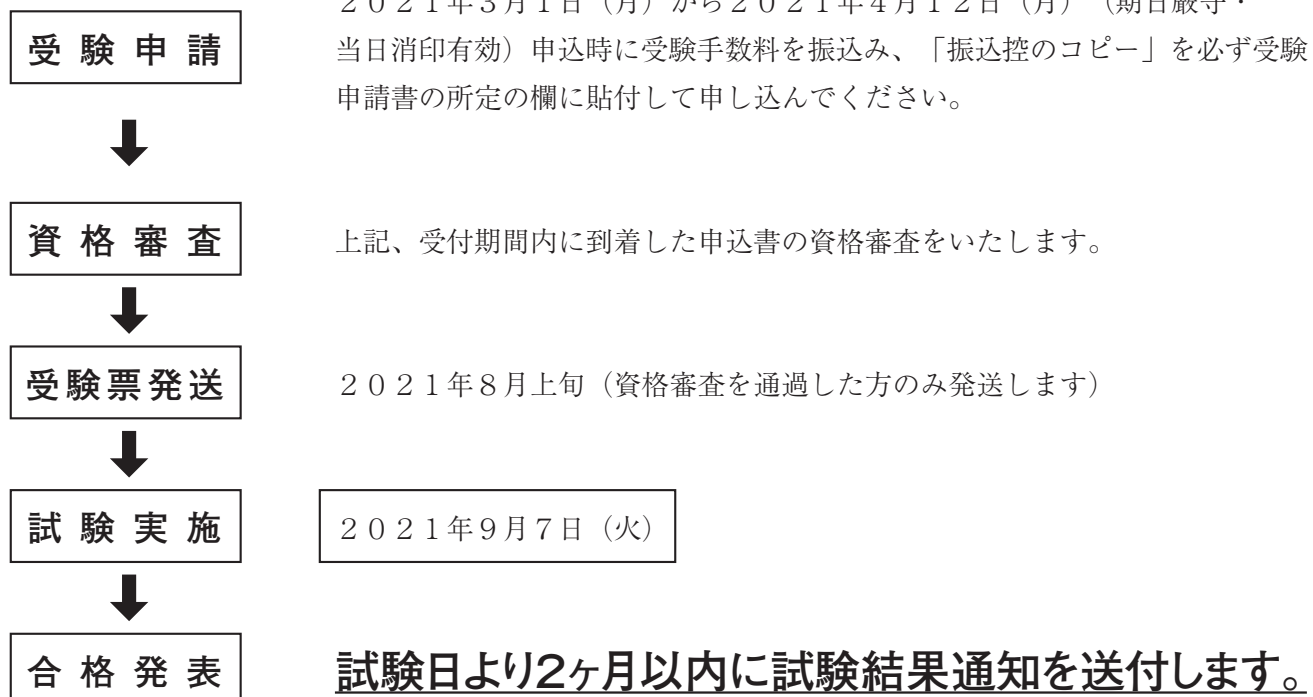 ２０２１年３月１日（月）から２０２１年４月１２日（月）（期日厳守・
受験申請
当日消印有効）申込時に受験手数料を振込み、「振込控のコピー」を必ず受験
申請書の所定の欄に貼付して申し込んでください。
資格審査
上記、受付期間内に到着した申込書の資格審査をいたします。
受験票発送
２０２１年８月上旬（資格審査を通過した方のみ発送します）
試験実施
２０２１年９月７日（火）
合格発表
試験日より2ヶ月以内に試験結果通知を送付します。